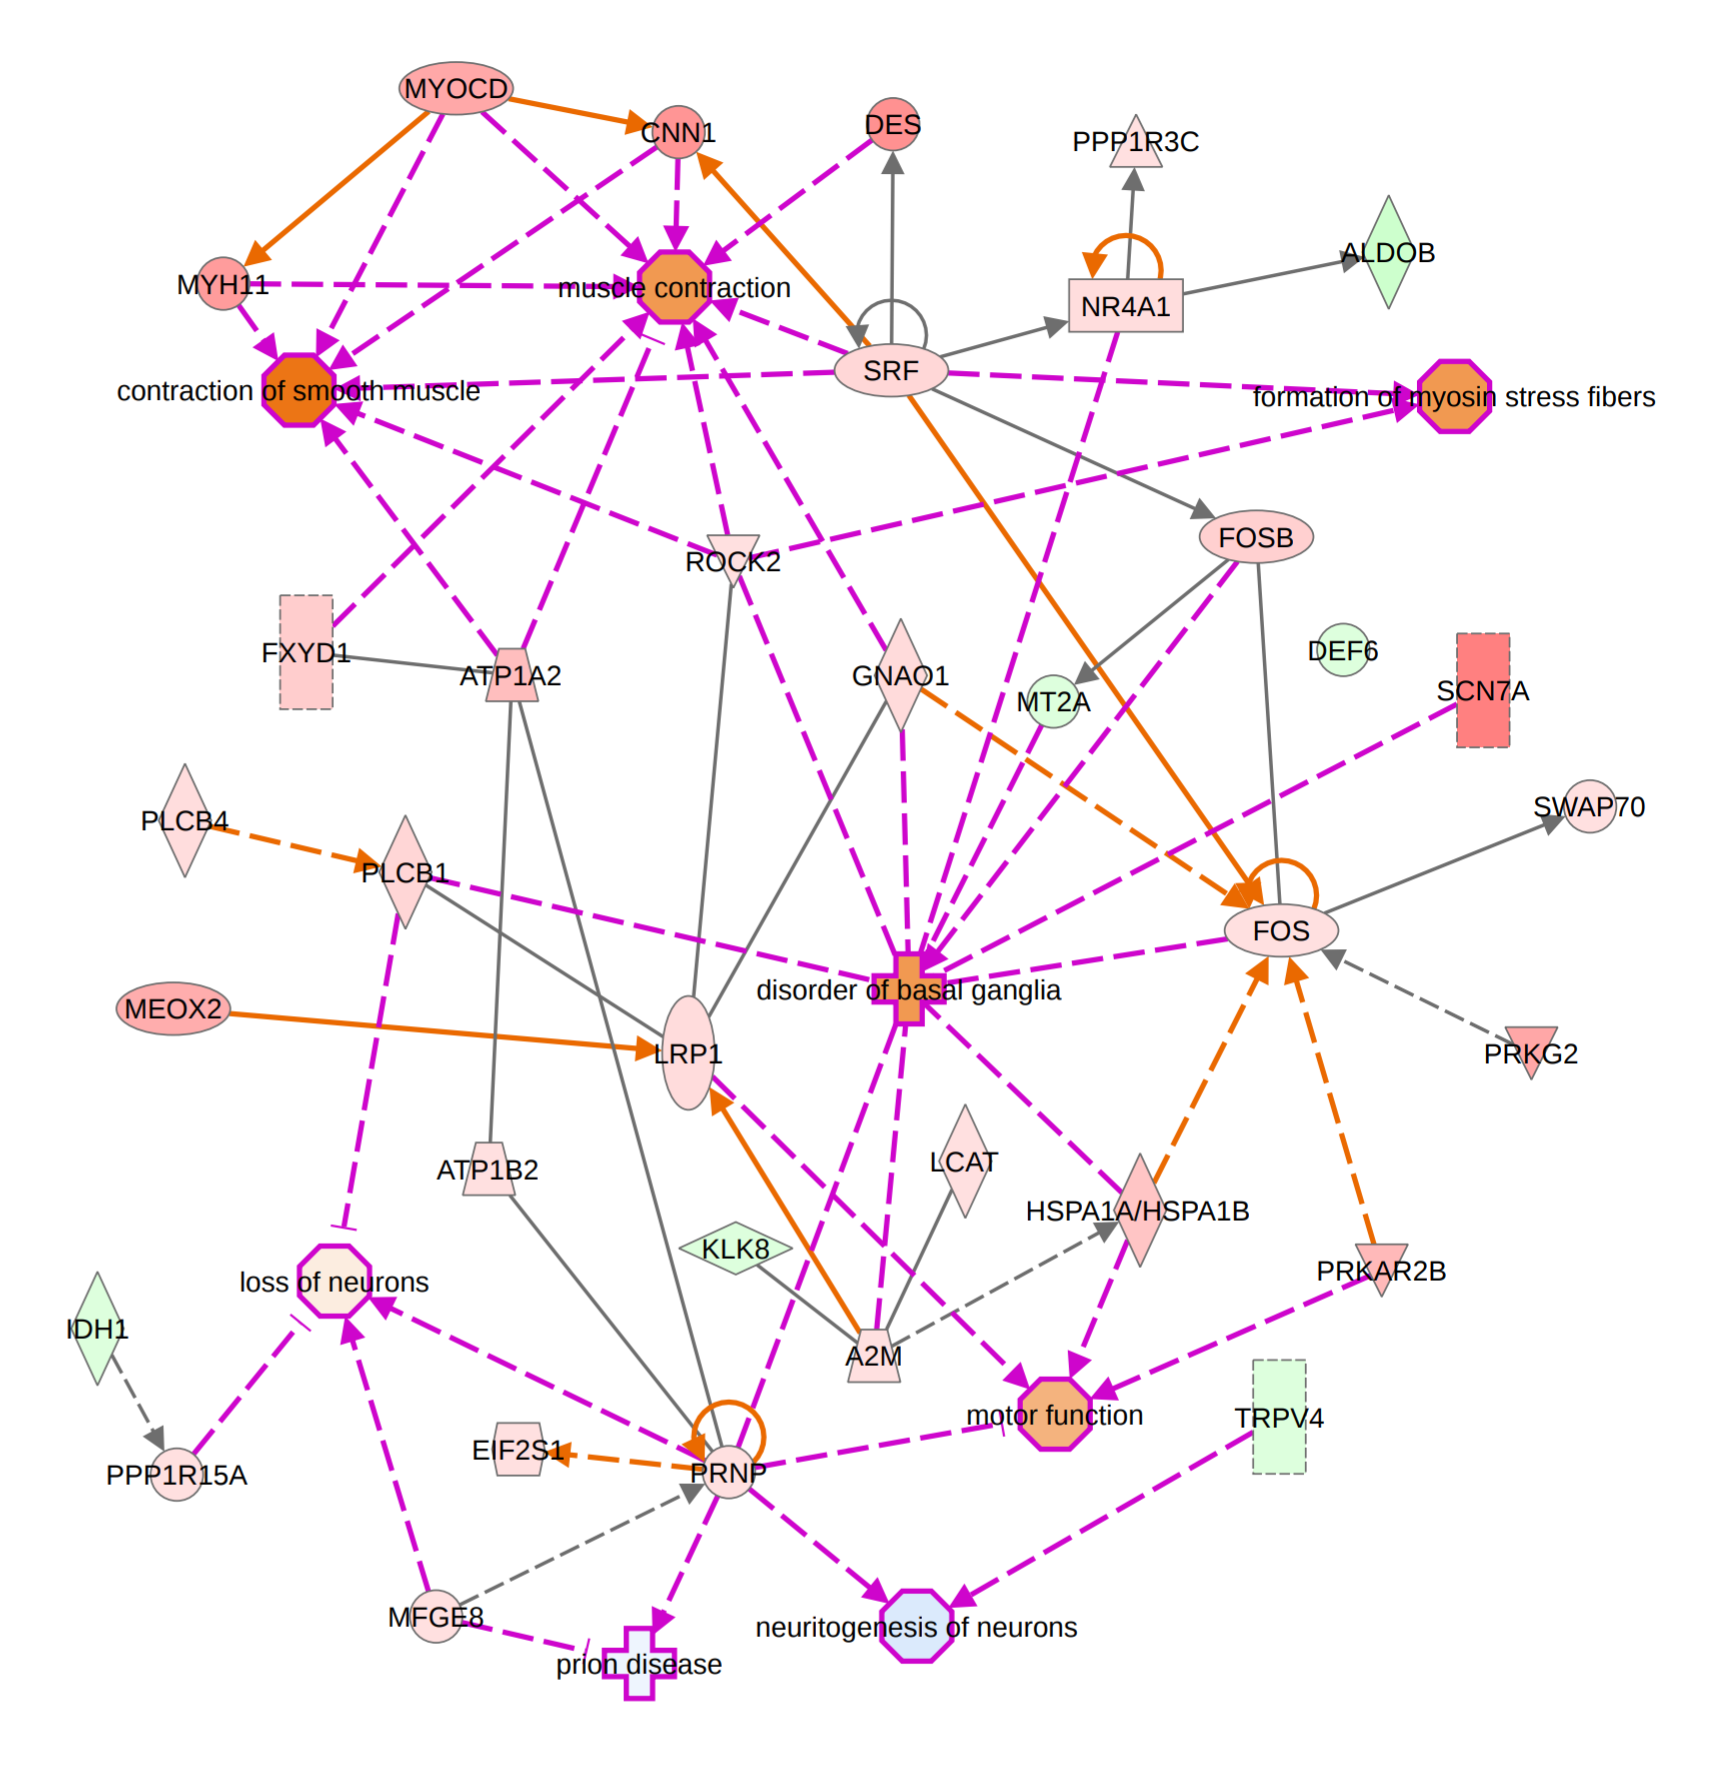 MYOCD
CNN1
DES
PPP1R3C
ALDOB
MYH11
muscle contraction
NR4A1
SRF
contraction of smooth muscle
formation of myosin stress fibers
FOSB
ROCK2
FXYD1
ATP1A2
GNAO1
MT2A
DEF6
SCN7A
SWAP70
PLCB4
PLCB1
FOS
disorder of basal ganglia
MEOX2
LRP1
PRKG2
ATP1B2
LCAT
HSPA1A/HSPA1B
KLK8
PRKAR2B
loss of neurons
IDH1
A2M
motor function
TRPV4
EIF2S1
PRNP
PPP1R15A
MFGE8
neuritogenesis of neurons
prion disease